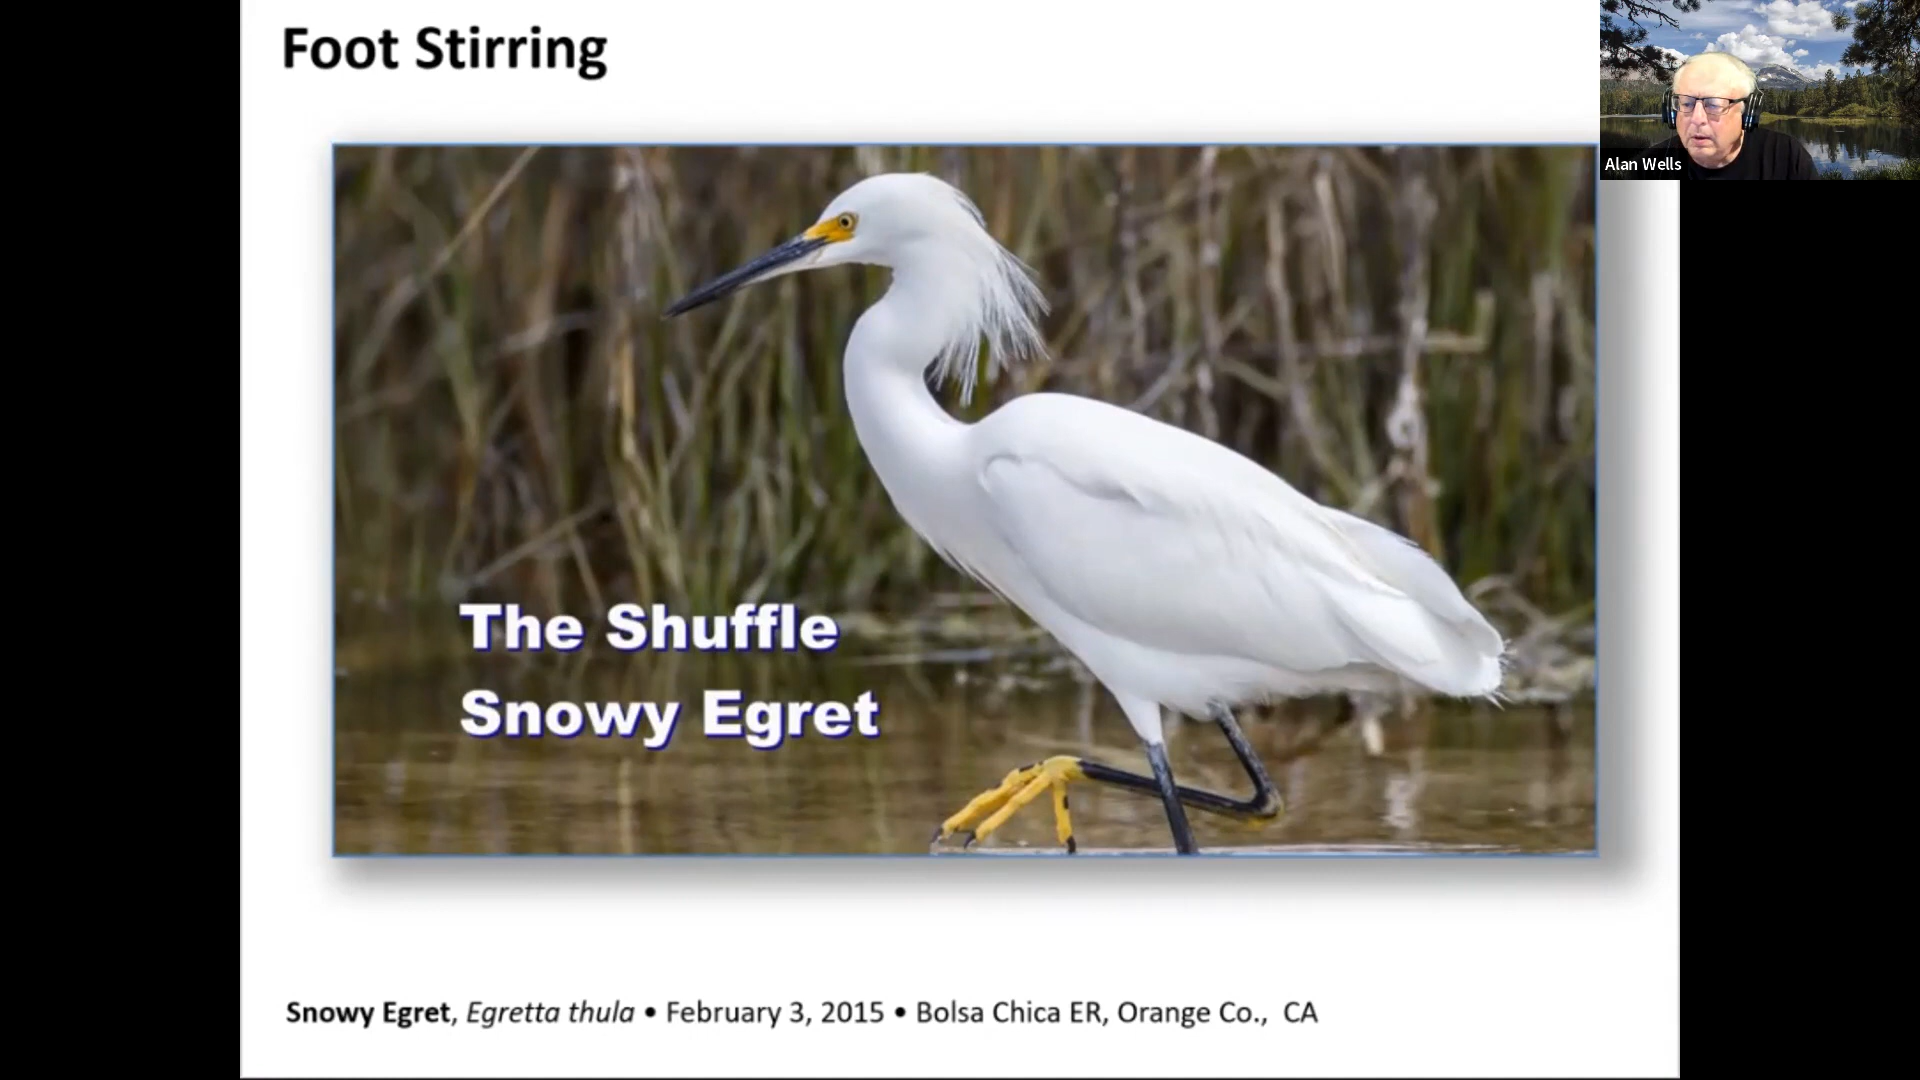 Foot Stirring
Alan Wells
The Shuffle
Snowy Egret
Snowy Egret, Egretta thula • February 3, 2015 • Bolsa Chica ER, Orange Co., CA